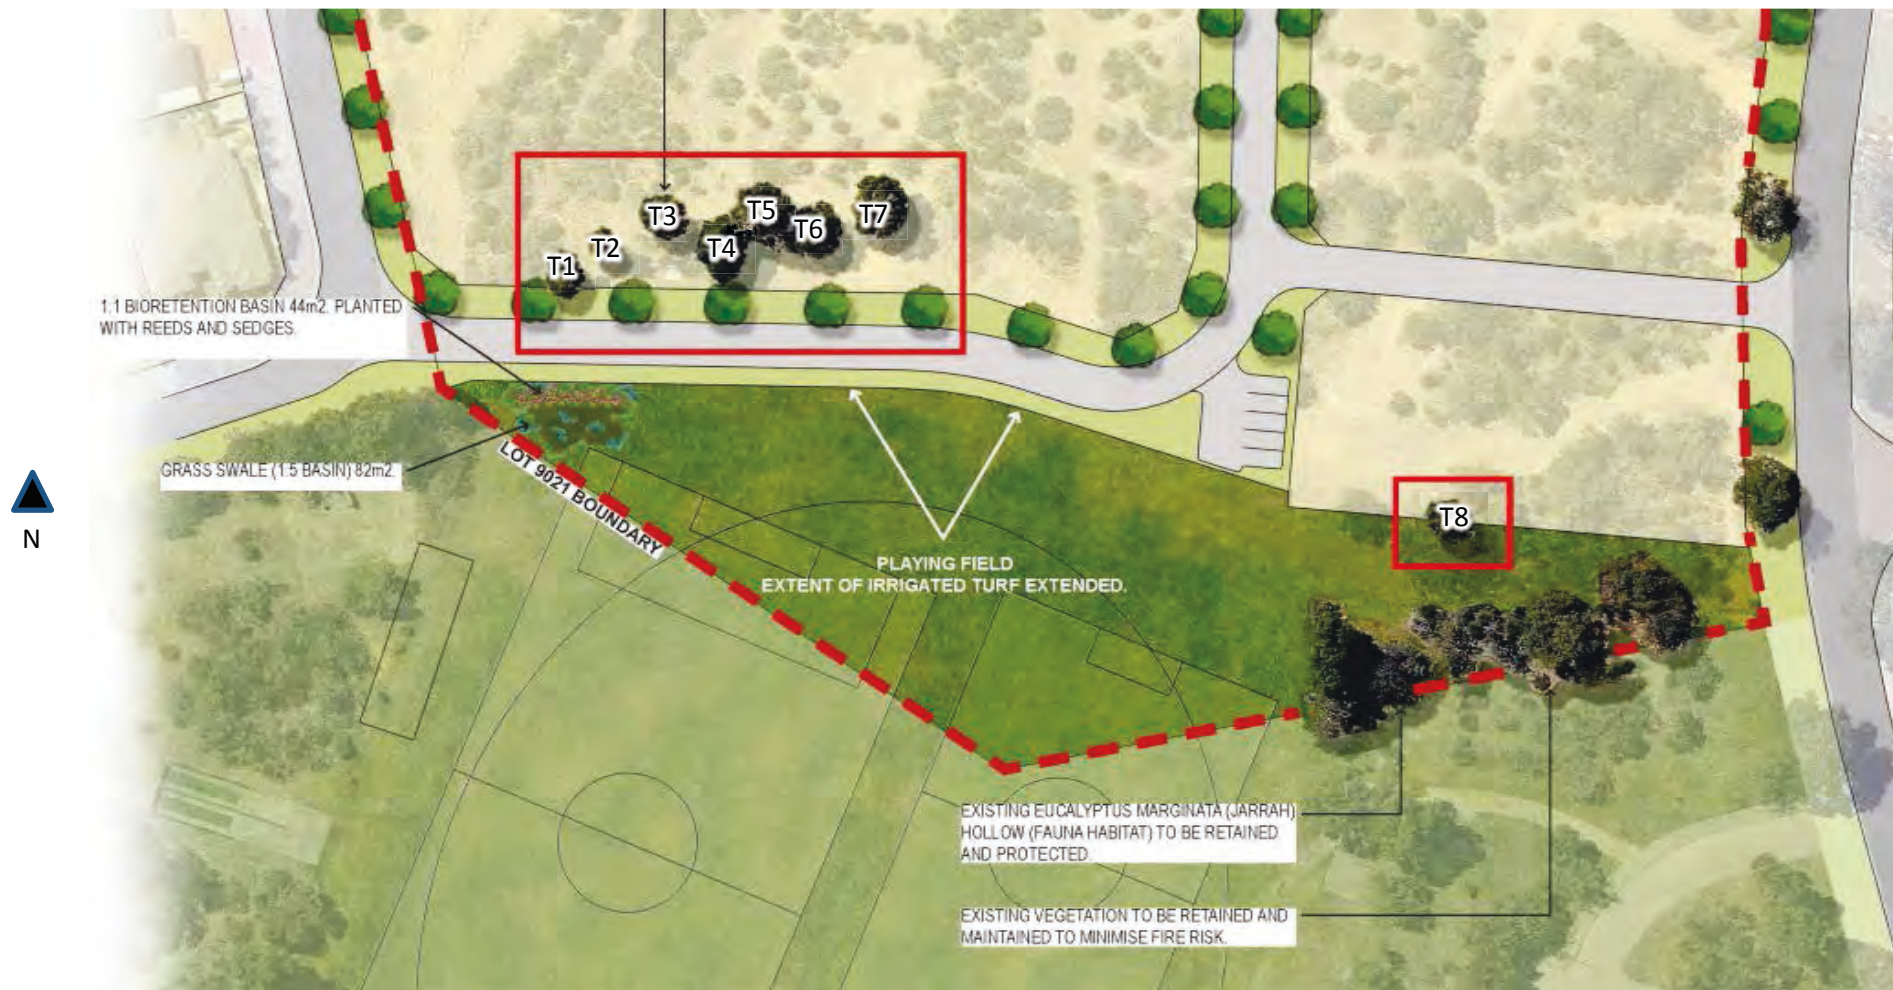 T3
T5
T7
T6
T4
T2
T1
1:1 BIORETENTION BASIN 44m2. PLANTED
WITH REEDS AND SEDGES.
GRASS SWALE (1:5 BASIN) 82m2.
LOT 9021 BOUNDARY
N
T8
PLAYING FIELD
EXTENT OF IRRIGATED TURF EXTENDED.
EXISTING EUCALYPTUS MARGINATA (JARRAH)
HOLLOW (FAUNA HABITAT) TO BE RETAINED
AND PROTECTED.
EXISTING VEGETATION TO BE RETAINED AND
MAINTAINED TO MINIMISE FIRE RISK.